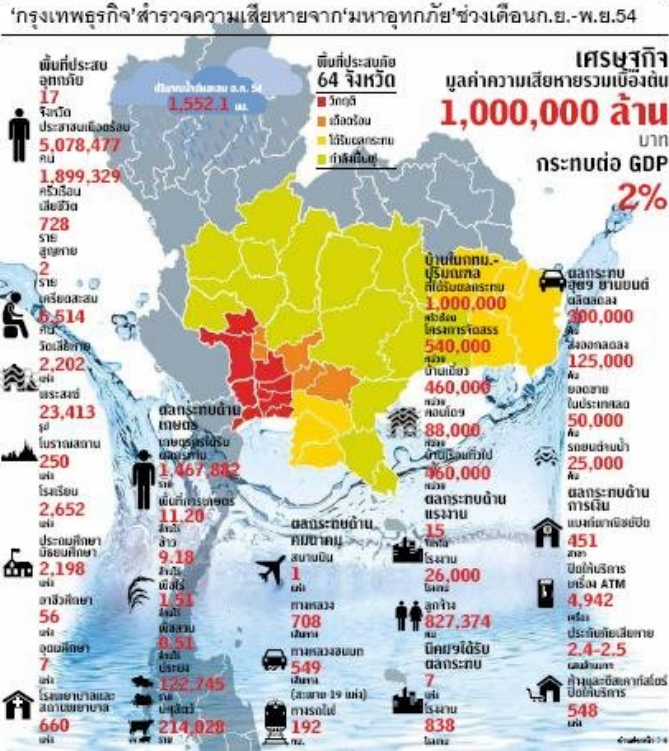 'กรุงเทพธุรกิจ'สำรวจความเสียหายจาก'มหาอุทกภัย'ช่วงเดือนก.ย.-พ.ย.54
พื้นที่ประสบ
อุทกภัย
17
จังหวัด
ประชาชนเดือดร้อน
5,078,477
คน
1,899,329
ครัวเรือน
เสียชีวิต
728
ราย
สูญหาย
2
ราย
เครียดสะสม
6,514
คน
วัดเสียหาย
2,202
แห่ง
พระสงฆ์
23,413
รูป
โบราณสถาน
250
แห่ง
โรงเรียน
2,652
แห่ง
ประถมศึกษา
มัธยมศึกษา
2,198
แห่ง
อาชีวศึกษา
56
แห่ง
อุดมศึกษา
7
แห่ง
โรงพยาบาลและ
สถานพยาบาล
660
แห่ง
1,552.1 มม.
พื้นที่ประสบภัย
64 จังหวัด
วิกฤติ
เดือดร้อน
ได้รับผลกระทบ
กำลังฟื้นฟู
เศรษฐกิจ
มูลค่าความเสียหายรวมเบื้องต้น
1,000,000 ล้าน
บาท
กระทบต่อ GDP
2%
ผลกระทบด้าน
เกษตร
เกษตรกรได้รับ
ผลกระทบ
1,467,882
ราย
พื้นที่การเกษตร
11.20
ล้านไร่
ข้าว
9.18
ล้านไร่
พืชไร่
1.51
ล้านไร่
พืชสวน
0.51
ล้านไร่
ประมง
122,745
ราย
ปศุสัตว์
214,028
ราย
ผลกระทบด้าน
คมนาคม
สนามบิน
1
แห่ง
ทางหลวง
708
เส้นทาง
ทางหลวงชนบท
549
เส้นทาง
(สะพาน 19 แห่ง)
ทางรถไฟ
192
กม.
บ้านในกทม.-
ปริมณฑล
ที่ได้รับผลกระทบ
1,000,000
ครัวเรือน
โครงการจัดสรร
540,000
หน่วย
บ้านเดี่ยว
460,000
หน่วย
คอนโดฯ
88,000
หน่วย
บ้านเรือนทั่วไป
460,000
หน่วย
ผลกระทบด้าน
แรงงาน
15
จังหวัด
โรงงาน
26,000
โรงงาน
ลูกจ้าง
827,374
คน
นิคมฯได้รับ
ผลกระทบ
7
แห่ง
โรงงาน
838
โรงงาน
ผลกระทบ
อุตฯ ยานยนต์
ผลิตลดลง
300,000
คัน
ส่งออกลดลง
125,000
คัน
ยอดขาย
ในประเทศลด
50,000
คัน
รถยนต์จมน้ำ
25,000
คัน
ผลกระทบด้าน
การเงิน
แบงก์พาณิชย์ปิด
451
สาขา
ปิดให้บริการ
เครื่อง ATM
4,942
เครื่อง
ประกันภัยเสียหาย
2.4-2.5
แสนล้านบาท
ห้างและดิสเคาท์สโตร์
ปิดให้บริการ
548
แห่ง